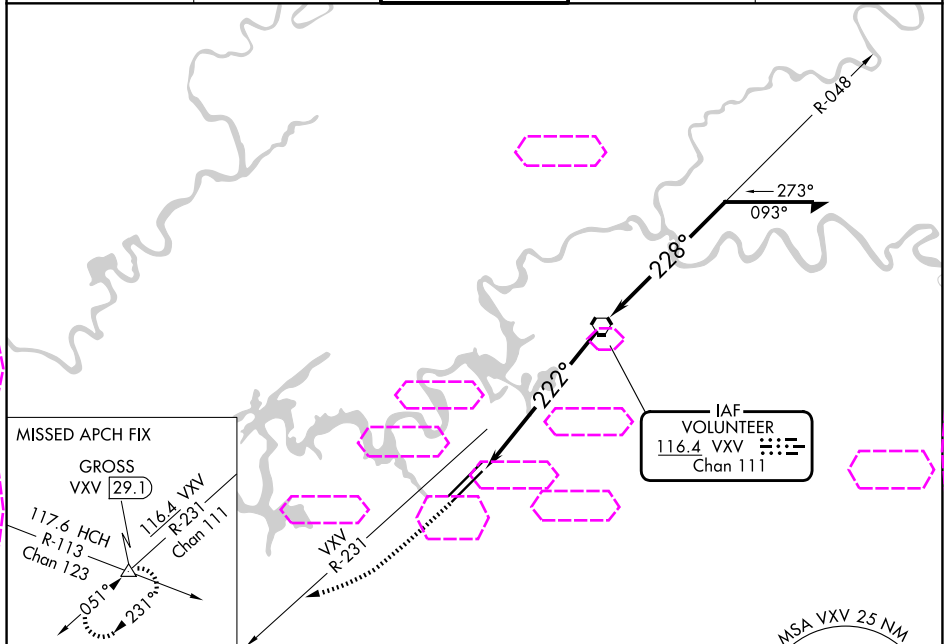 R-048
273°
093°
228°
222°
IAF
VOLUNTEER
116.4 VXV
Chan 111
MISSED APCH FIX
GROSS
VXV 29.1
117.6 HCH
R-113
Chan 123
116.4 VXV
R-231
Chan 111
051°
231°
VXV
R-231
MSA VXV 25 NM